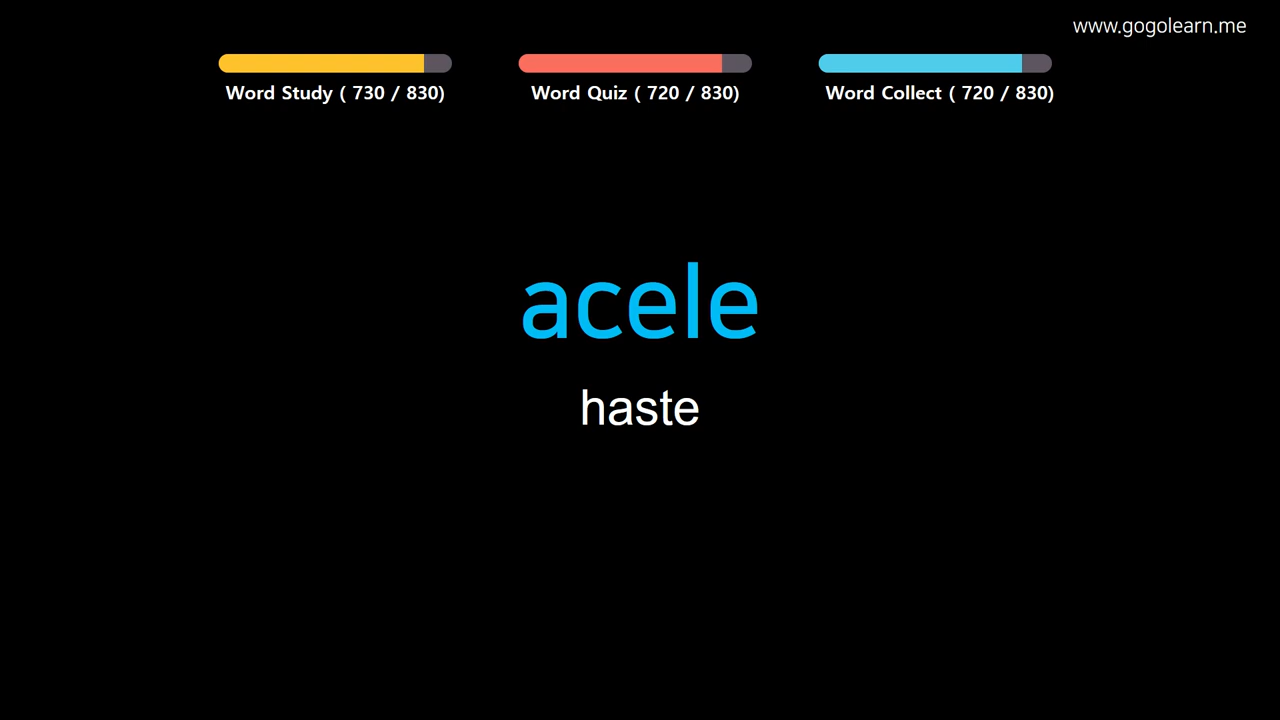 www.gogolearn.me
Word Study ( 730 / 830)
Word Quiz ( 720 / 830)
Word Collect ( 720 / 830)
acele
haste